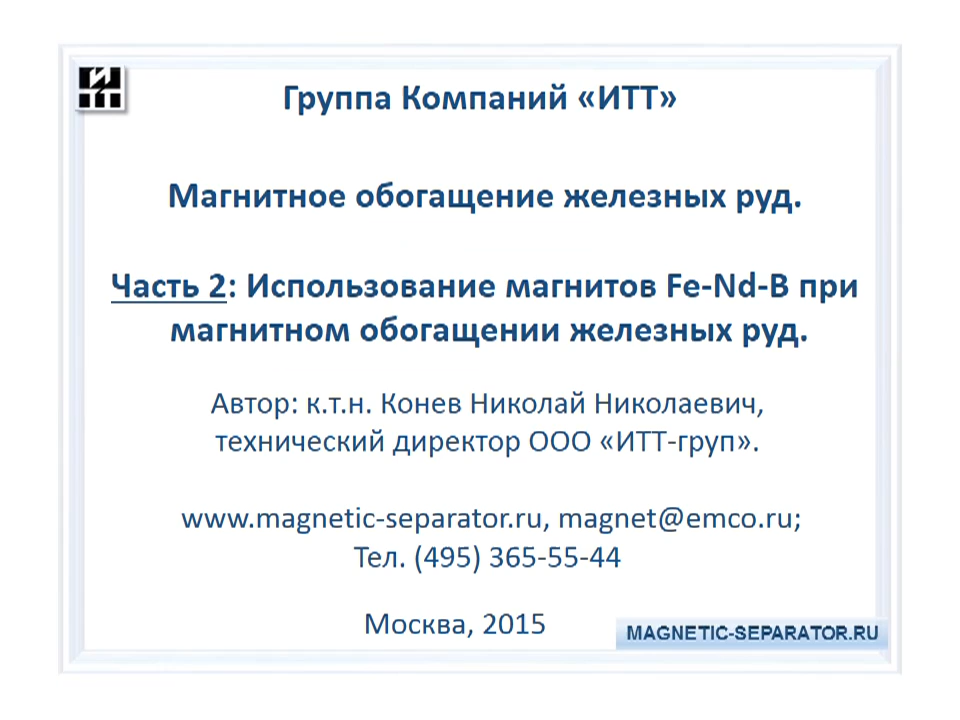 Группа Компаний «ИТТ»
Магнитное обогащение железных руд.
Часть 2: Использование магнитов Fe-Nd-B при
магнитном обогащении железных руд.
Автор: к.т.н. Конев Николай Николаевич,
технический директор ООО «ИТТ-груп».
www.magnetic-separator.ru, magnet@emco.ru;
Тел. (495) 365-55-44
Москва, 2015
MAGNETIC-SEPARATOR.RU